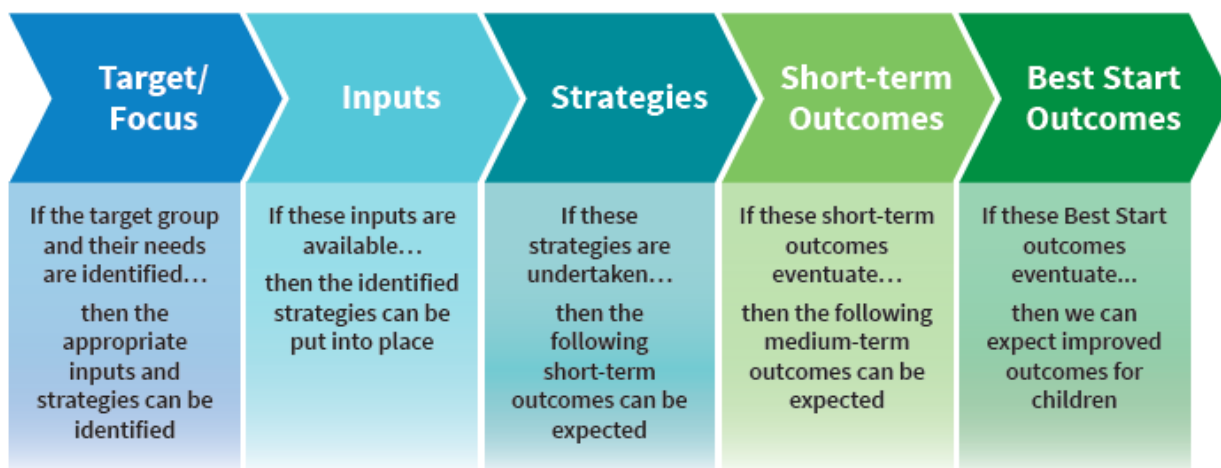 Target/
Focus
Inputs
Strategies
Short-term
Outcomes
Best Start
Outcomes
If the target group
and their needs
are identified…
then the
appropriate
inputs and
strategies can be
identified
If these inputs are
available…
then the identified
strategies can be
put into place
If these
strategies are
undertaken…
then the
following
short-term
outcomes can be
expected
If these short-term
outcomes
eventuate…
then the following
medium-term
outcomes can be
expected
If these Best Start
outcomes
eventuate...
then we can
expect improved
outcomes for
children